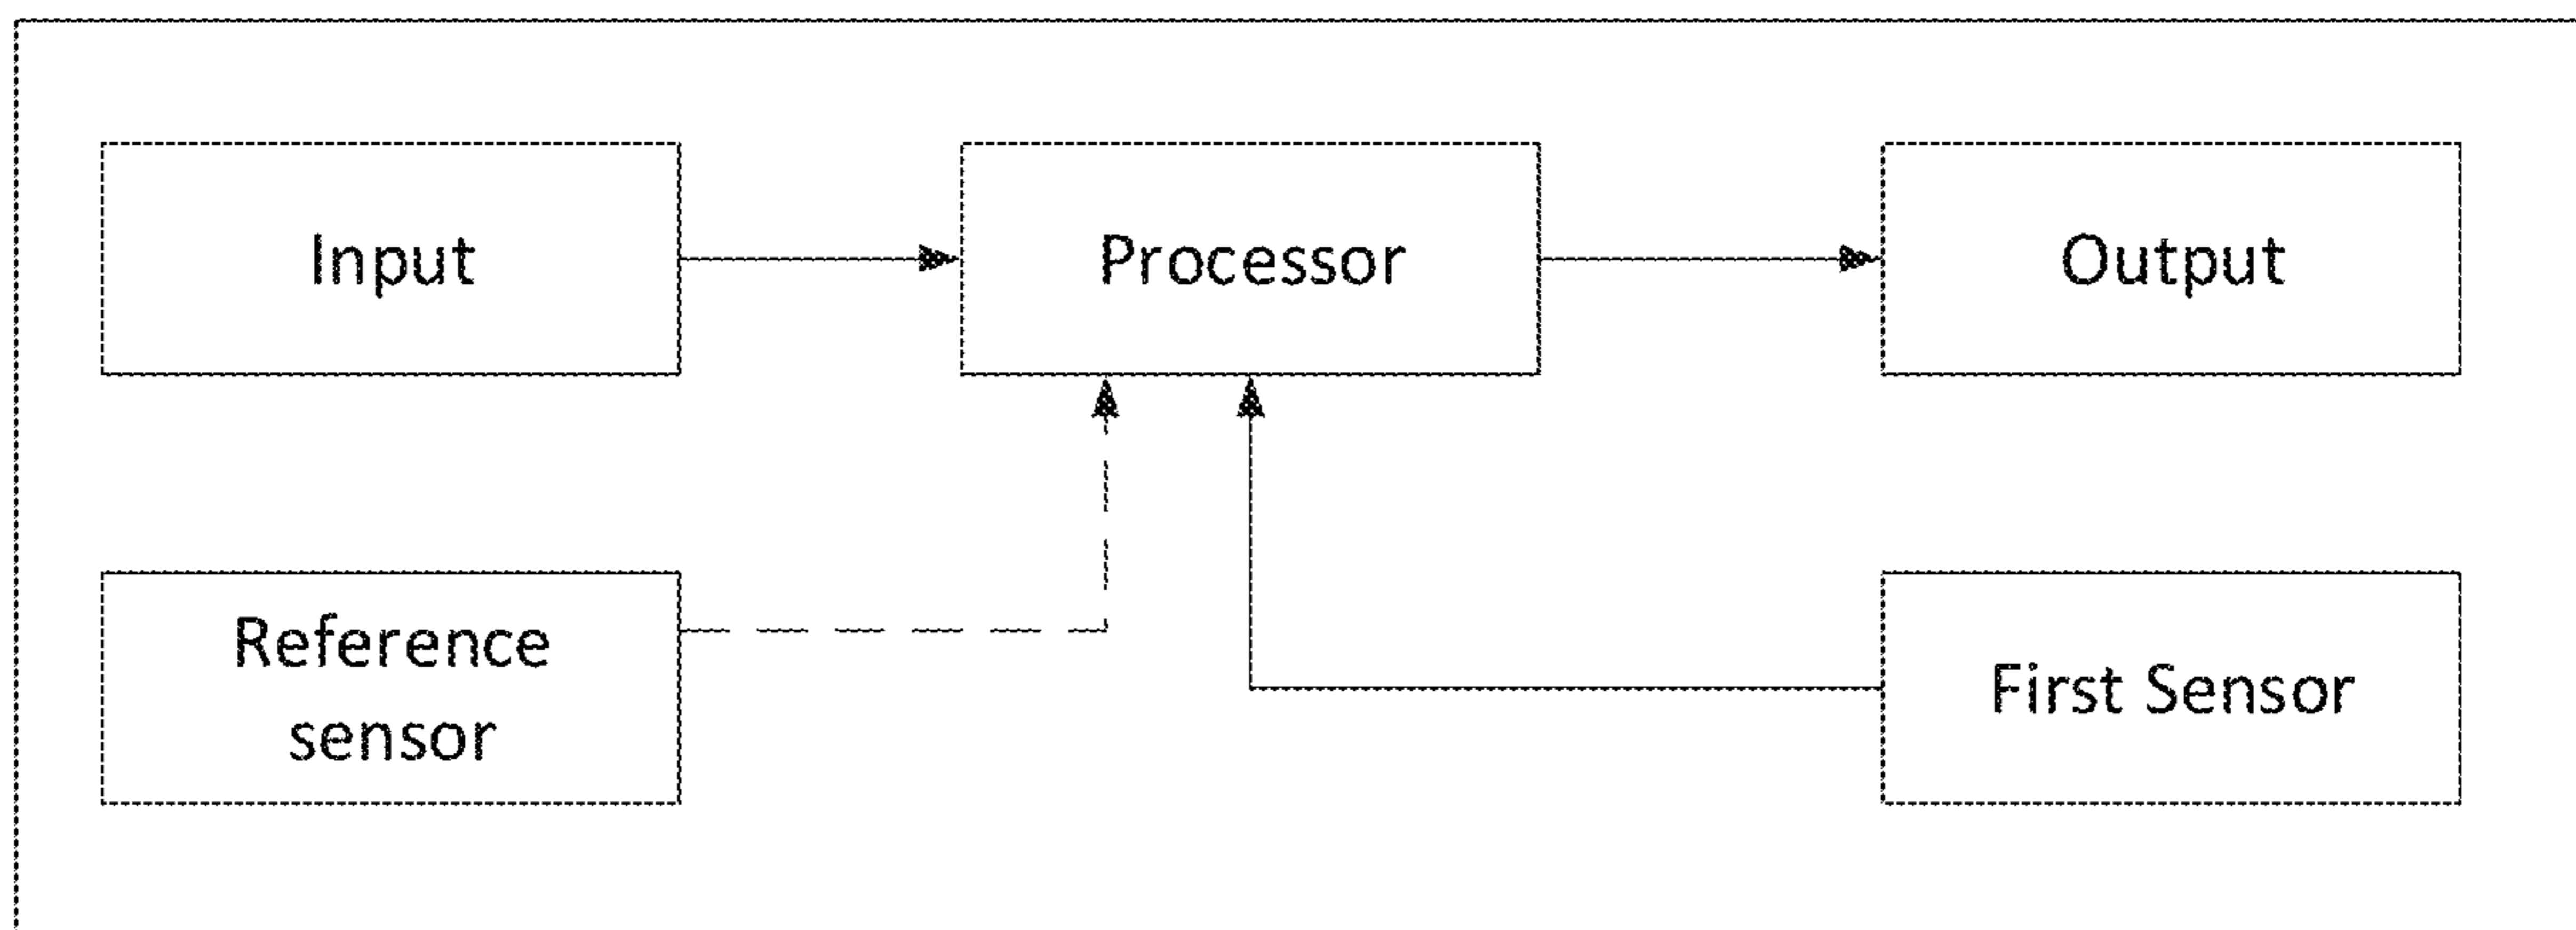 Input
Processor
Output
Reference
sensor
First Sensor